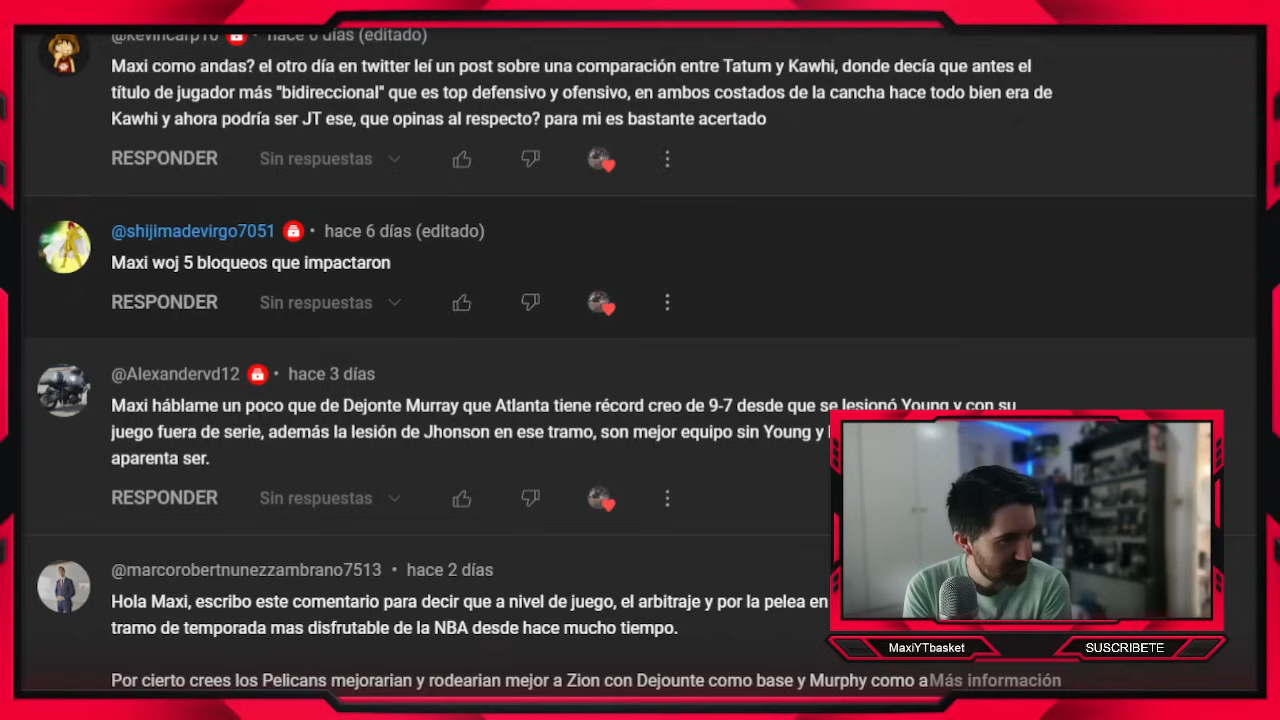 @kevincarp10 • hace 6 días (editado)
Maxi como andas? el otro día en twitter leí un post sobre una comparación entre Tatum y Kawhi, donde decía que antes el
título de jugador más "bidireccional" que es top defensivo y ofensivo, en ambos costados de la cancha hace todo bien era de
Kawhi y ahora podría ser JT ese, que opinas al respecto? para mi es bastante acertado
RESPONDER Sin respuestas
@shijimadevirgo7051 • hace 6 días (editado)
Maxi woj 5 bloqueos que impactaron
RESPONDER Sin respuestas
@Alexandervd12 • hace 3 días
Maxi háblame un poco que de Dejonte Murray que Atlanta tiene récord creo de 9-7 desde que se lesionó Young y con su
juego fuera de serie, además la lesión de Jhonson en ese tramo, son mejor equipo sin Young y
aparenta ser.
RESPONDER Sin respuestas
@marcorobertnunezzambrano7513 • hace 2 días
Hola Maxi, escribo este comentario para decir que a nivel de juego, el arbitraje y por la pelea en
tramo de temporada mas disfrutable de la NBA desde hace mucho tiempo.
Por cierto crees los Pelicans mejorarian y rodearian mejor a Zion con Dejounte como base y Murphy como a Más información
MaxiYTbasket
SUSCRIBETE